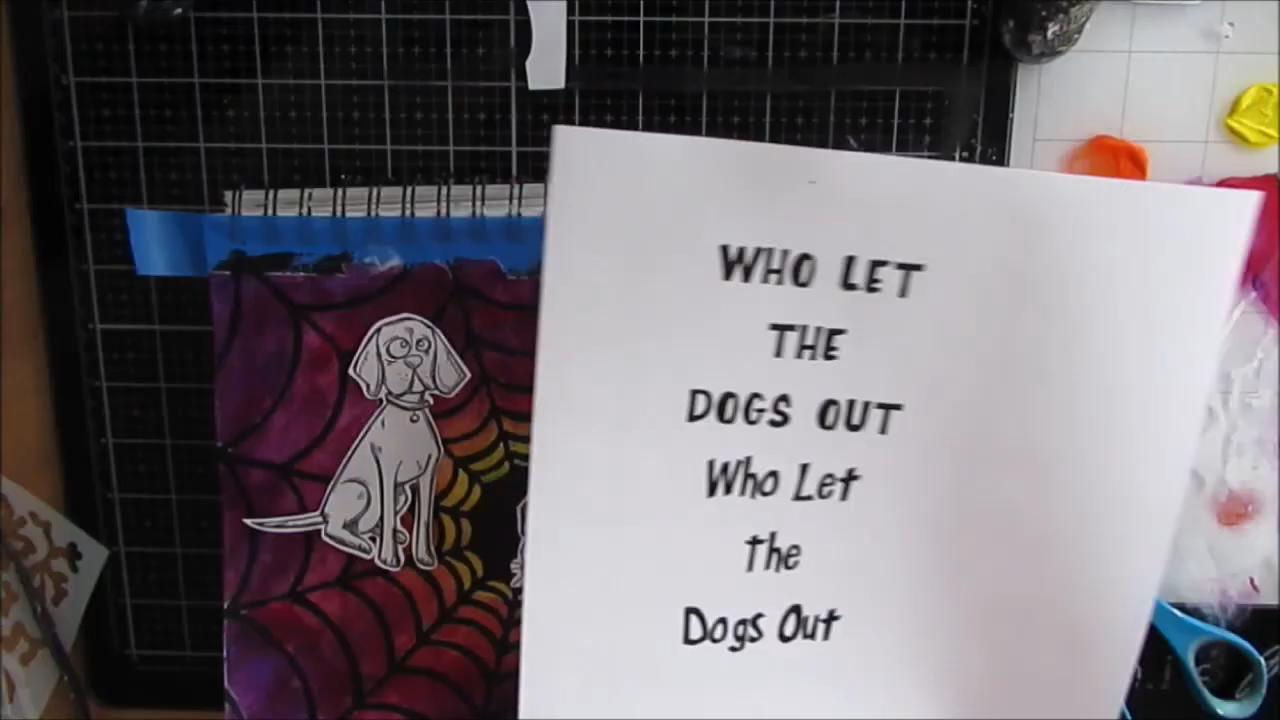 WHO LET
THE
DOGS OUT
Who Let
the
Dogs Out